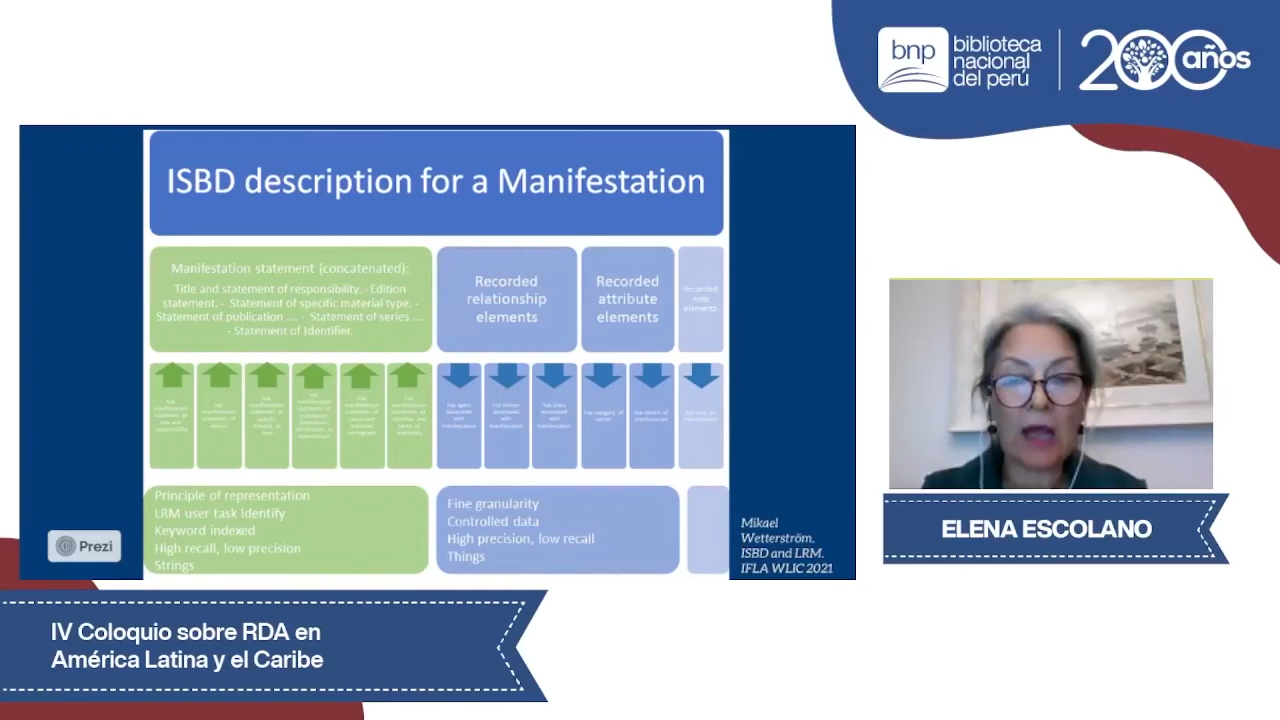 bnp
biblioteca
nacional
del perú
200 años
ISBD description for a Manifestation
Manifestation statement (concatenated):
Title and statement of responsibility. - Edition
statement. - Statement of specific material type. -
Statement of publication .... - Statement of series ....
- Statement of Identifier.
Recorded
relationship
elements
Recorded
attribute
elements
Recorded
note
elements
Principle of representation
LRM user task Identify
Keyword indexed
High recall, low precision
Strings
Fine granularity
Controlled data
High precision, low recall
Things
Mikael
Wetterström.
ISBD and LRM.
IFLA WLIC 2021
Prezi
ELENA ESCOLANO
IV Coloquio sobre RDA en
América Latina y el Caribe